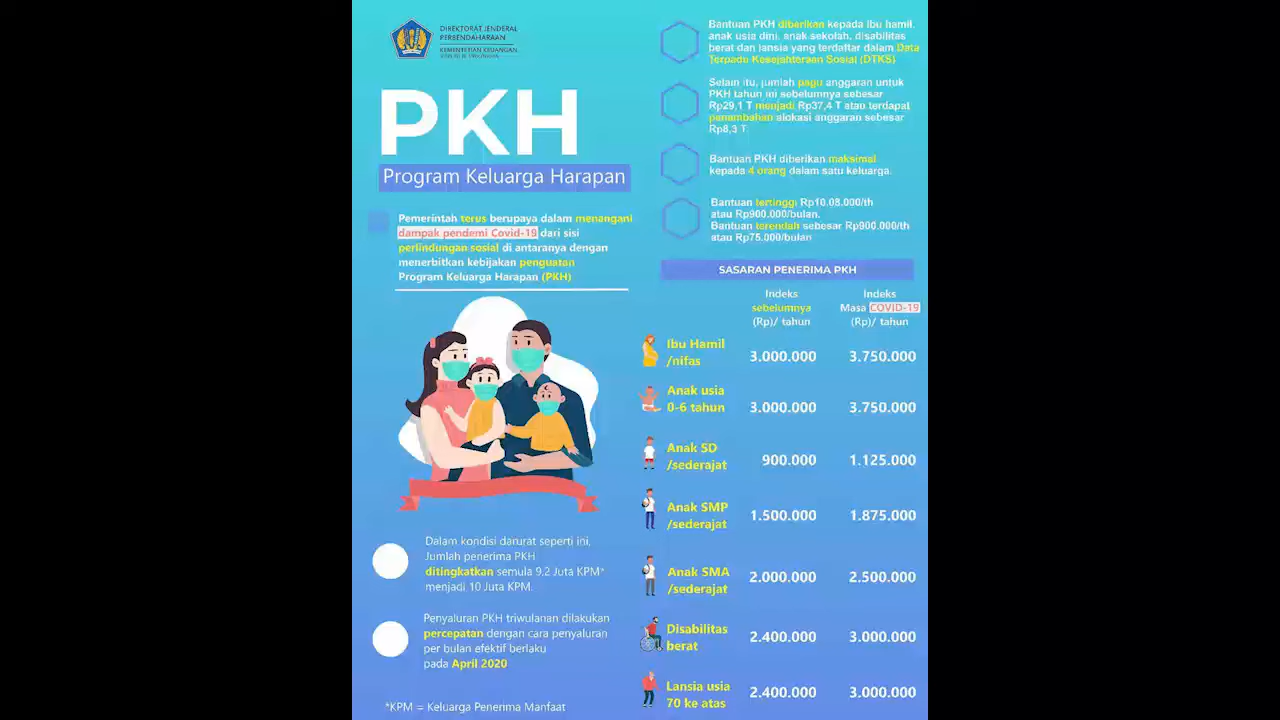 DIREKTORAT JENDERAL
PERBENDAHARAAN
KEMENTERIAN KEUANGAN
PKH
Program Keluarga Harapan
Pemerintah terus berupaya dalam menangani
dampak pendemi Covid-19 dari sisi
perlindungan sosial di antaranya dengan
menerbitkan kebijakan penguatan
Program Keluarga Harapan (PKH)
Dalam kondisi darurat seperti ini,
Jumlah penerima PKH
ditingkatkan semula 9.2 Juta KPM*
menjadi 10 Juta KPM.
Penyaluran PKH triwulanan dilakukan
percepatan dengan cara penyaluran
per bulan efektif berlaku
pada April 2020
*KPM = Keluarga Penerima Manfaat
Bantuan PKH diberikan kepada Ibu hamil,
anak usia dini, anak sekolah, disabilitas
berat dan lansia yang terdaftar dalam Data
Terpadu Kesejahteraan Sosial (DTKS)
Selain itu, jumlah pagu anggaran untuk
PKH tahun ini sebelumnya sebesar
Rp29,1 T menjadi Rp37,4 T atau terdapat
penambahan alokasi anggaran sebesar
Rp8,3 T
Bantuan PKH diberikan maksimal
kepada 4 orang dalam satu keluarga.
Bantuan tertinggi Rp10.08.000/th
atau Rp900.000/bulan.
Bantuan terendah sebesar Rp900.000/th
atau Rp75.000/bulan
SASARAN PENERIMA PKH
Indeks sebelumnya (Rp)/ tahun
Indeks Masa COVID-19 (Rp)/ tahun
Ibu Hamil /nifas 3.000.000 3.750.000
Anak usia 0-6 tahun 3.000.000 3.750.000
Anak SD /sederajat 900.000 1.125.000
Anak SMP /sederajat 1.500.000 1.875.000
Anak SMA /sederajat 2.000.000 2.500.000
Disabilitas berat 2.400.000 3.000.000
Lansia usia 70 ke atas 2.400.000 3.000.000